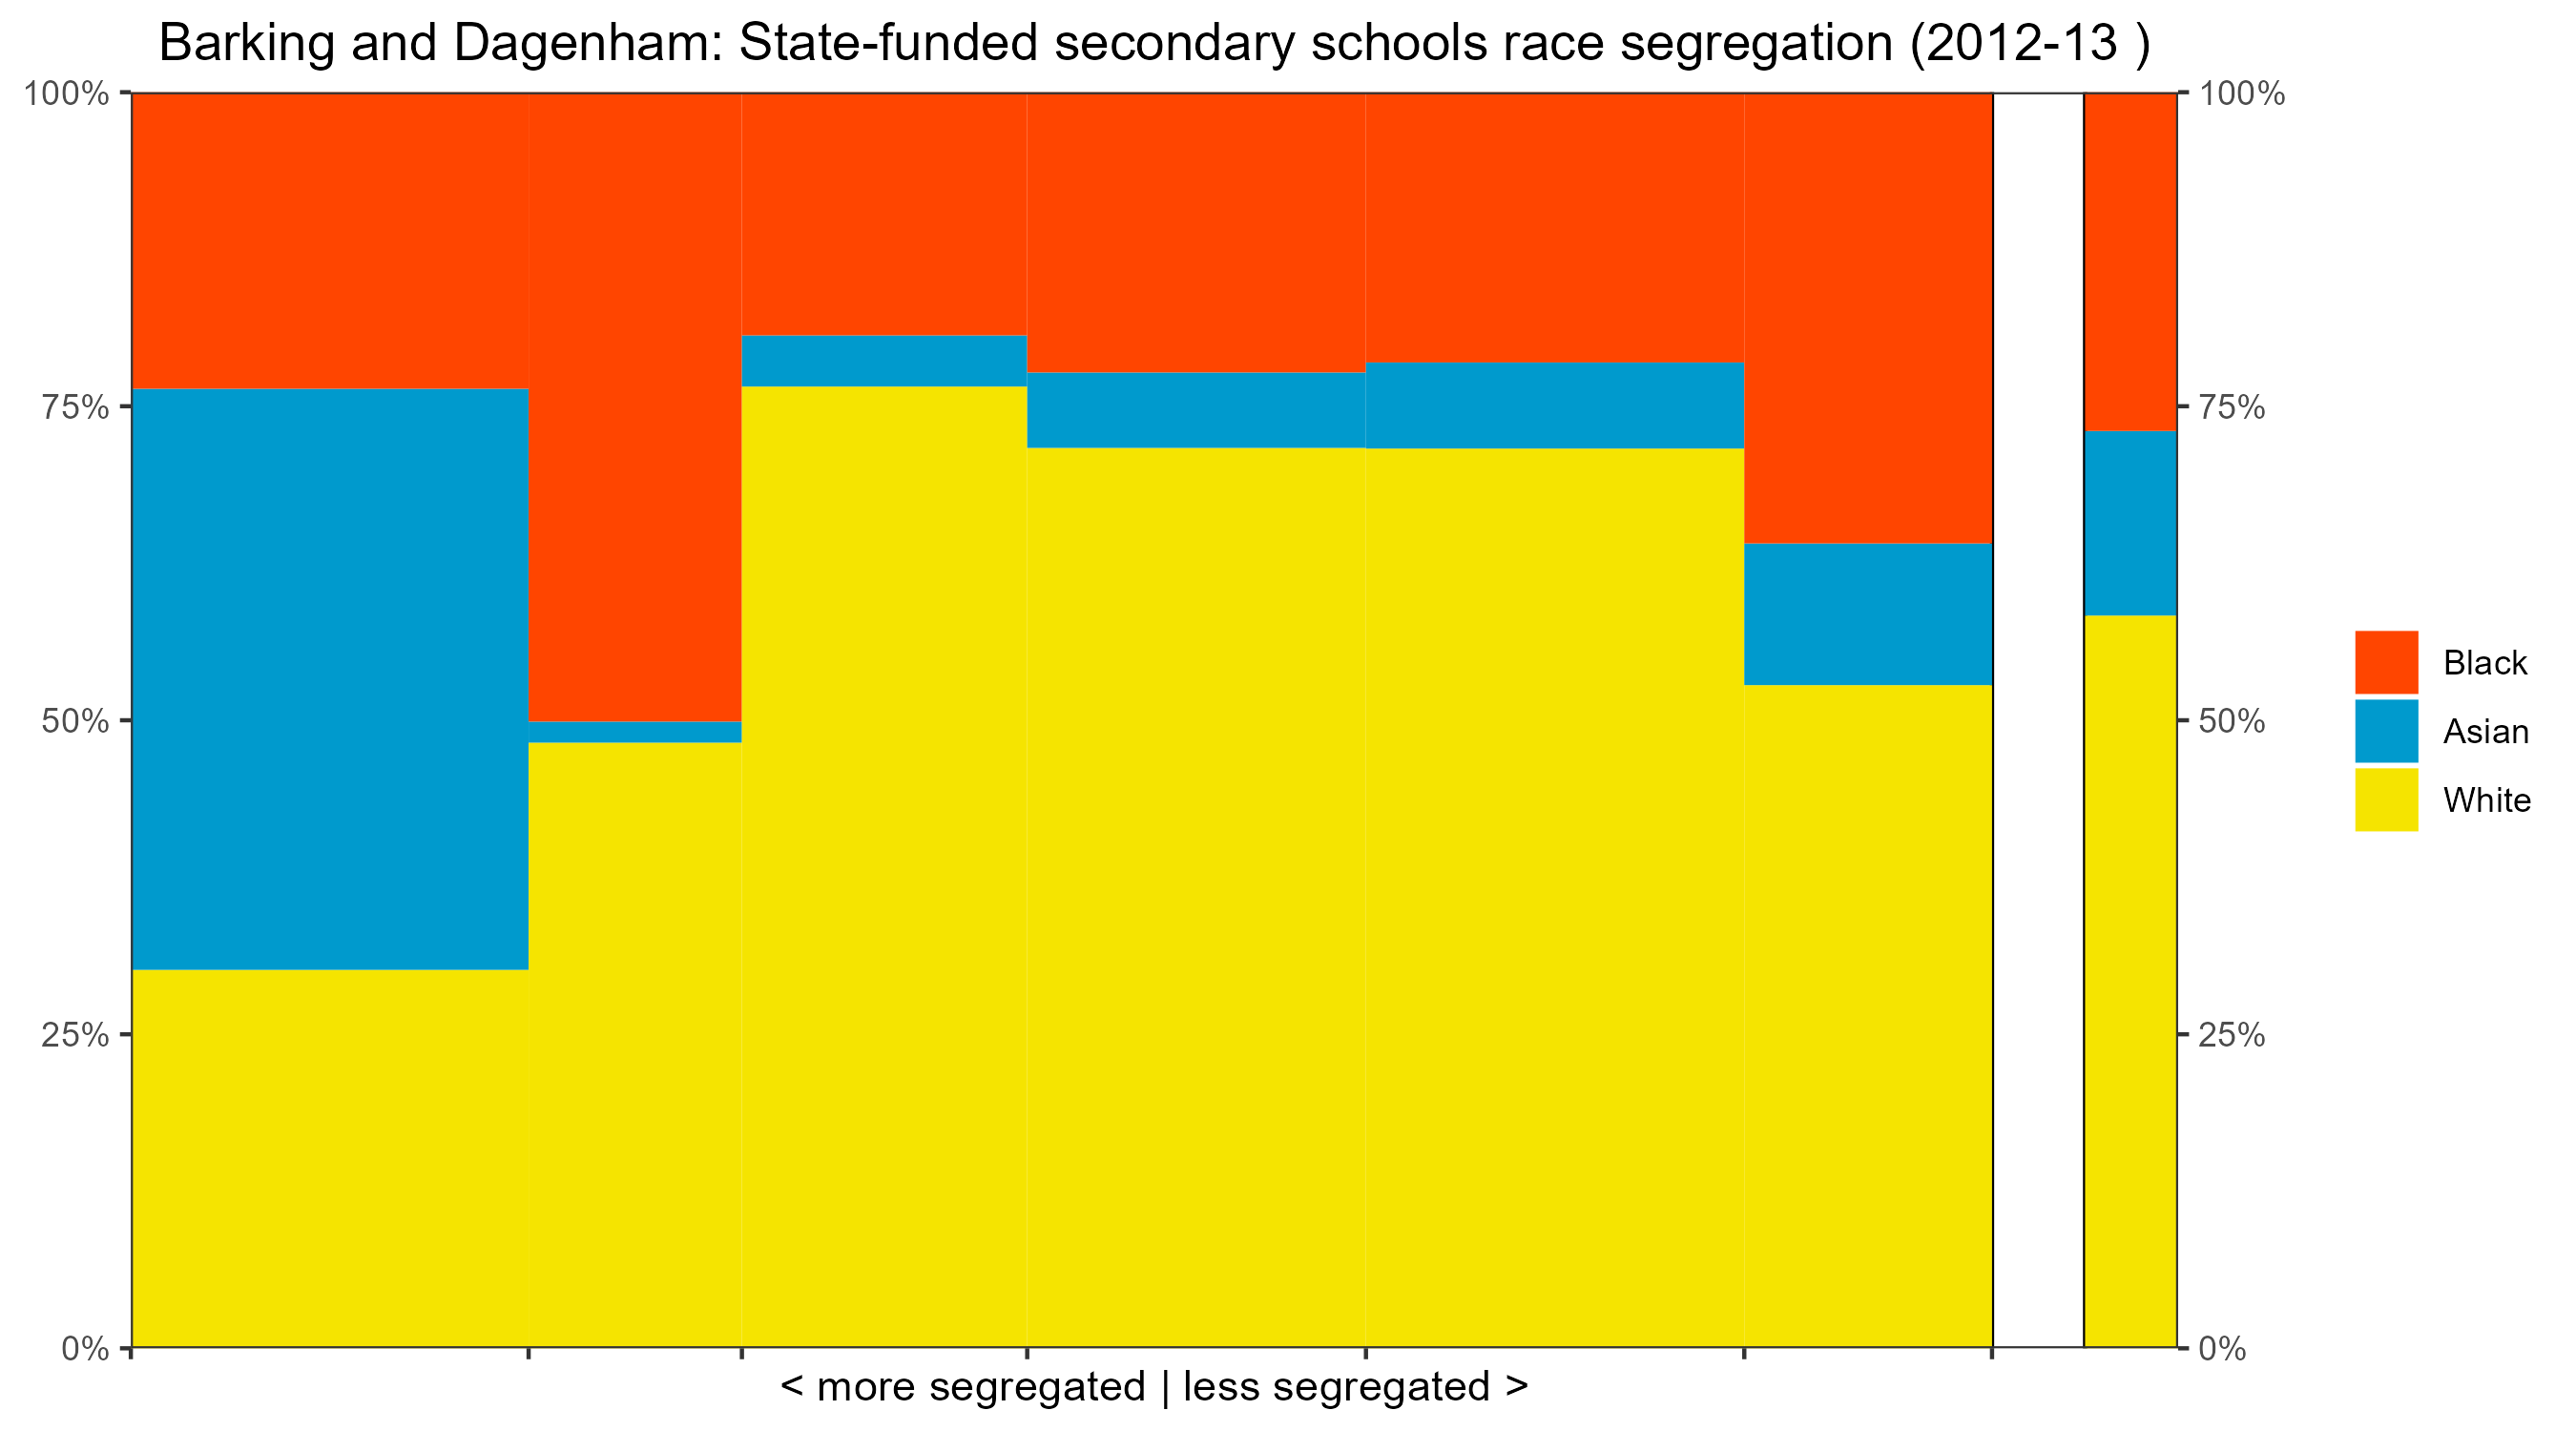 Barking and Dagenham: State-funded secondary schools race segregation (2012-13 )
100%
75%
50%
25%
0%
100%
75%
50%
25%
0%
Black
Asian
White
< more segregated | less segregated >